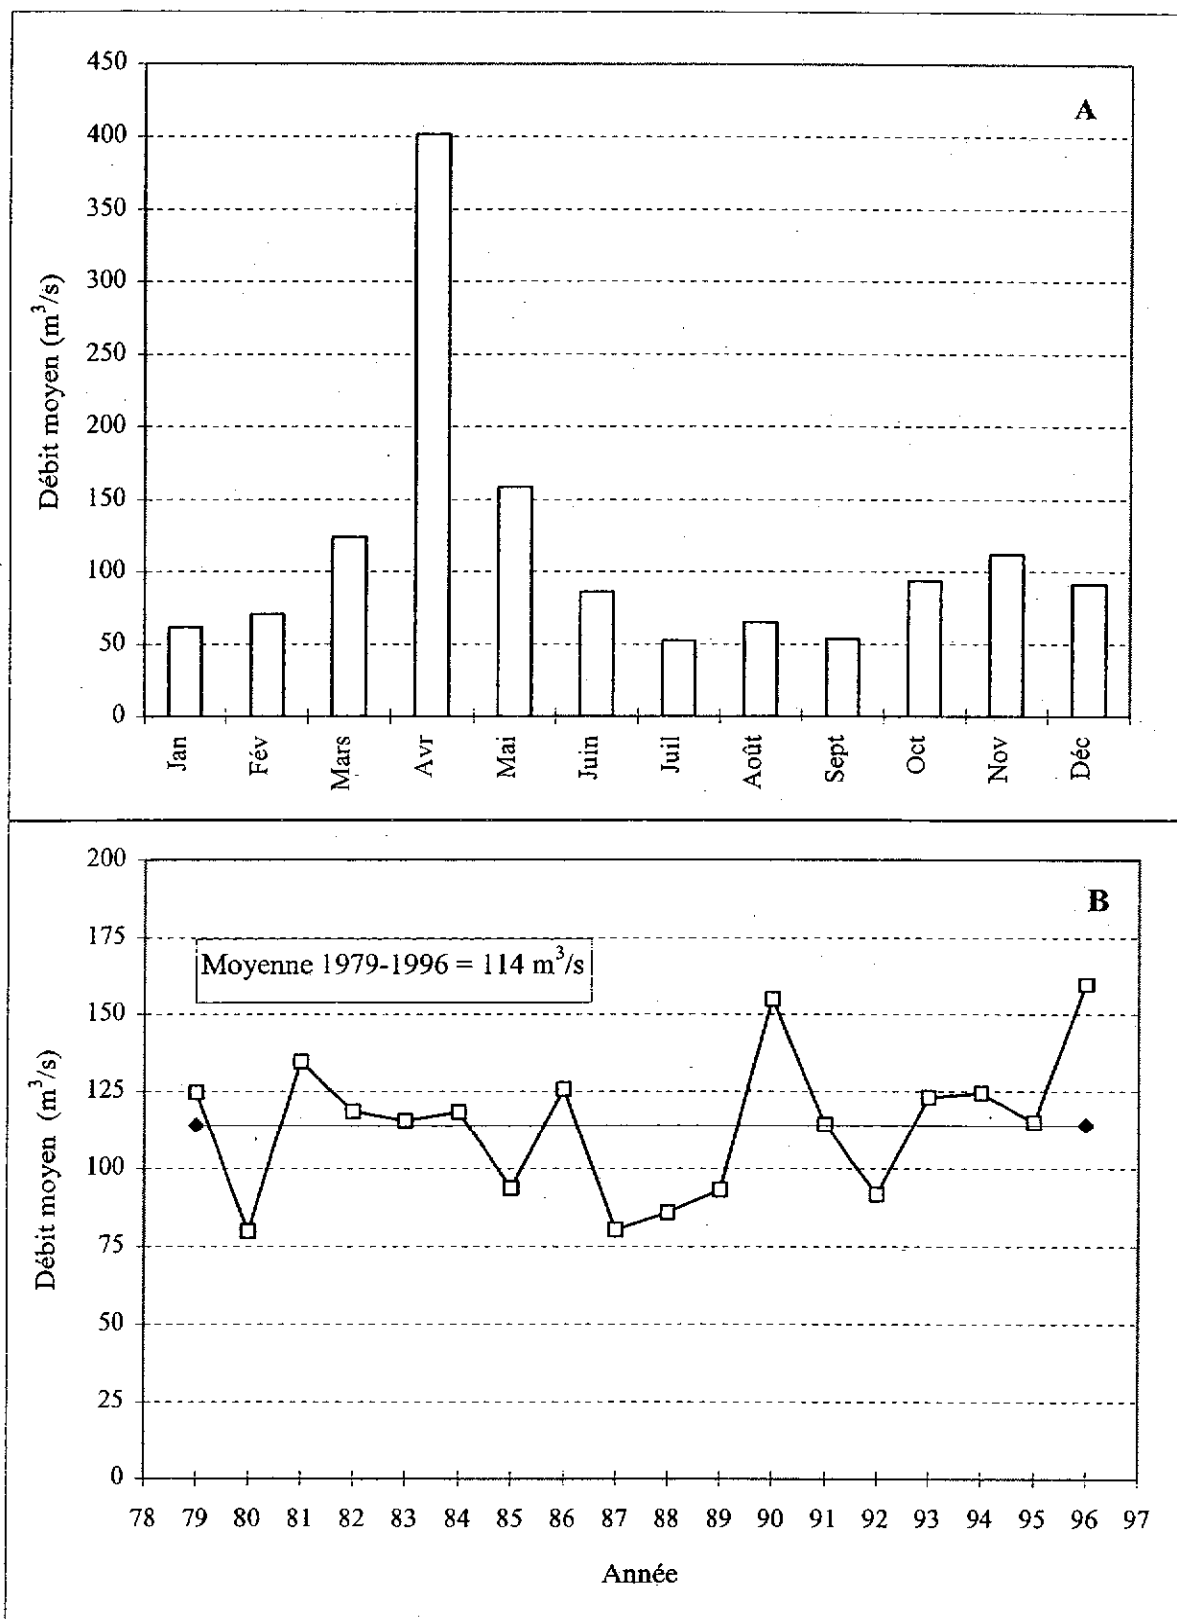 A
450
400
350
300
250
200
150
100
50
0
Débit moyen (m³/s)
Jan Fév Mars Avr Mai Juin Juil Août Sept Oct Nov Déc
B
200
175
150
125
100
75
50
25
0
Débit moyen (m³/s)
Moyenne 1979-1996 = 114 m³/s
78 79 80 81 82 83 84 85 86 87 88 89 90 91 92 93 94 95 96 97
Année